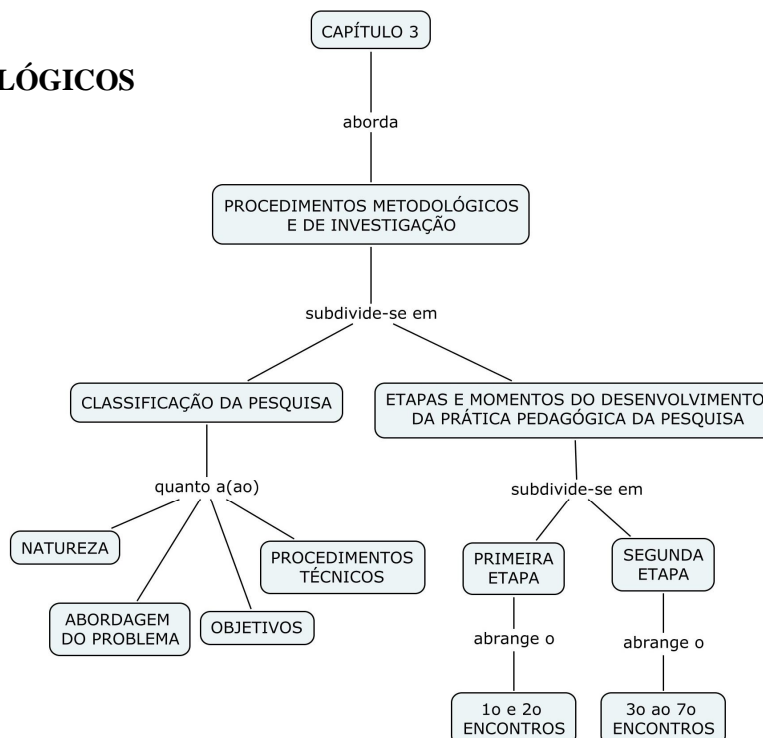 CAPÍTULO 3
LÓGICOS
aborda
PROCEDIMENTOS METODOLÓGICOS
E DE INVESTIGAÇÃO
subdivide-se em
CLASSIFICAÇÃO DA PESQUISA
ETAPAS E MOMENTOS DO DESENVOLVIMENTO
DA PRÁTICA PEDAGÓGICA DA PESQUISA
quanto a(ao)
subdivide-se em
NATUREZA
PROCEDIMENTOS
TÉCNICOS
ABORDAGEM
DO PROBLEMA
OBJETIVOS
PRIMEIRA
ETAPA
SEGUNDA
ETAPA
abrange o
abrange o
1o e 2o
ENCONTROS
3o ao 7o
ENCONTROS